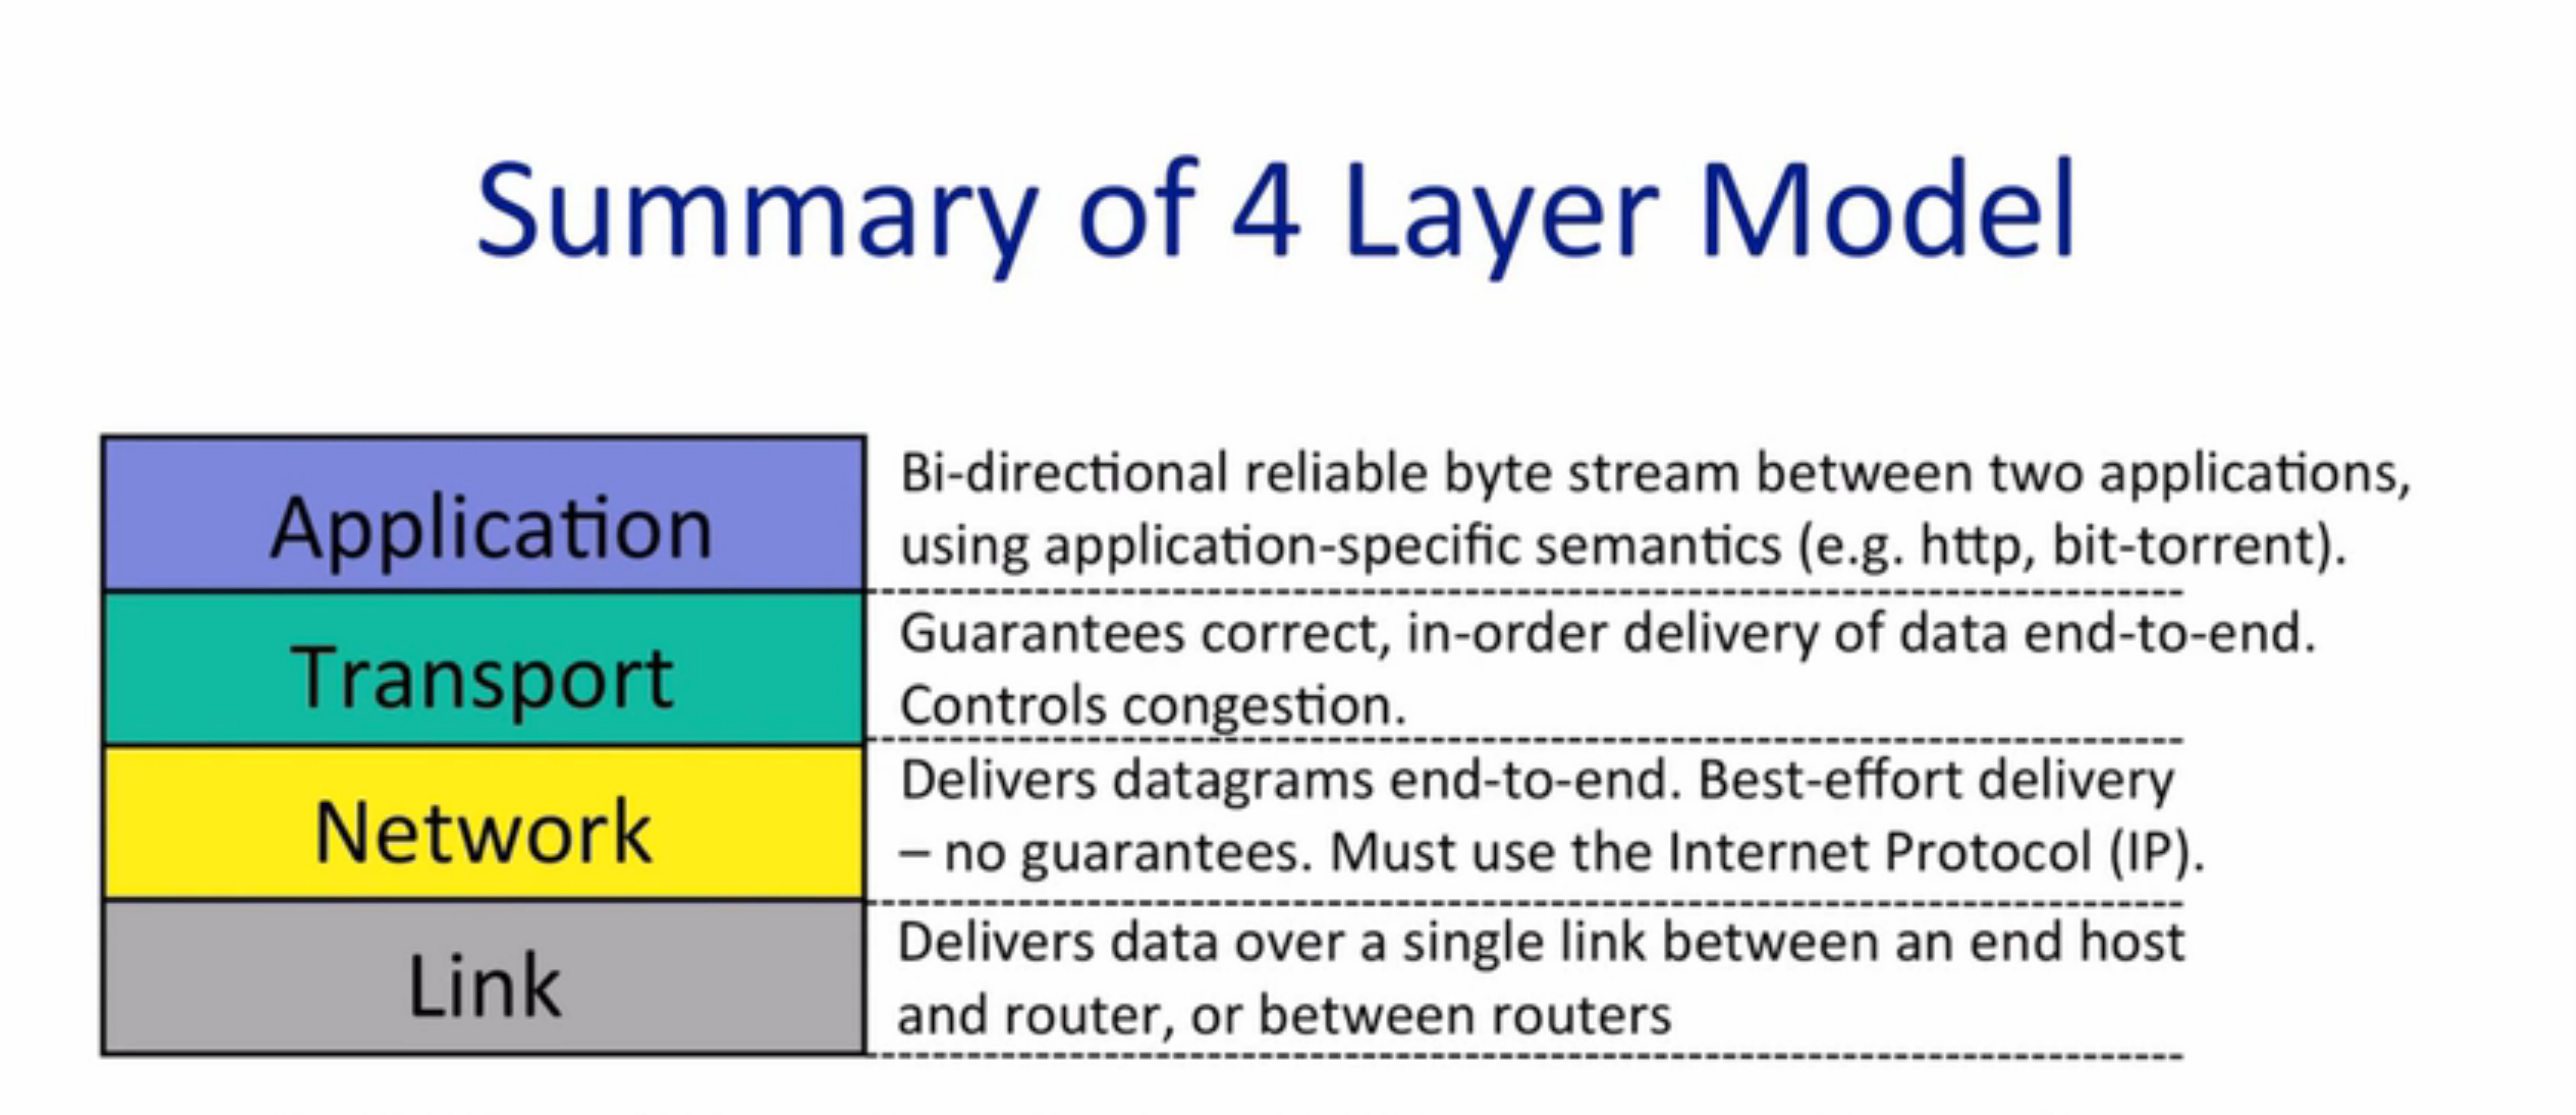 Summary of 4 Layer Model
Application
Bi-directional reliable byte stream between two applications,
using application-specific semantics (e.g. http, bit-torrent).
Transport
Guarantees correct, in-order delivery of data end-to-end.
Controls congestion.
Network
Delivers datagrams end-to-end. Best-effort delivery
– no guarantees. Must use the Internet Protocol (IP).
Link
Delivers data over a single link between an end host
and router, or between routers